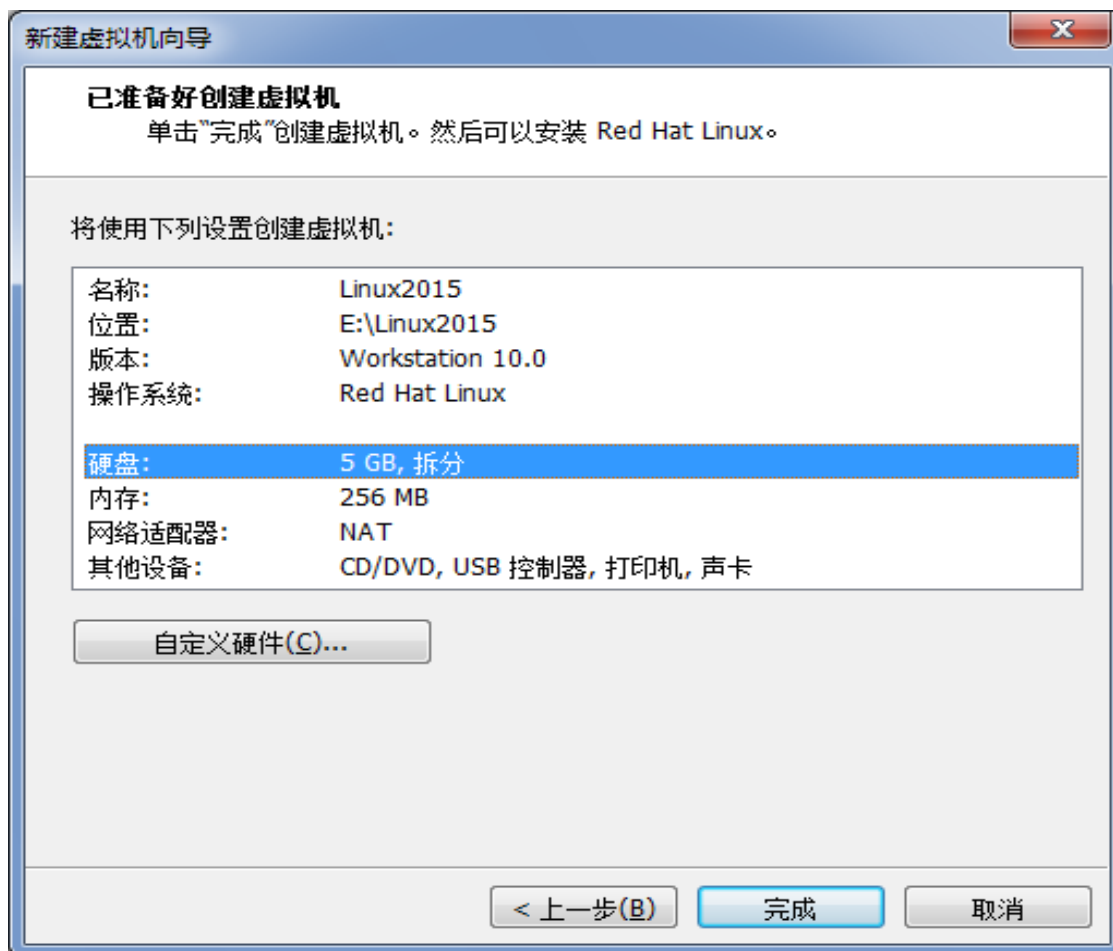 新建虚拟机向导
已准备好创建虚拟机
单击"完成"创建虚拟机。然后可以安装 Red Hat Linux。
将使用下列设置创建虚拟机:
名称: Linux2015
位置: E:\Linux2015
版本: Workstation 10.0
操作系统: Red Hat Linux
硬盘: 5 GB, 拆分
内存: 256 MB
网络适配器: NAT
其他设备: CD/DVD, USB 控制器, 打印机, 声卡
自定义硬件(C)...
< 上一步(B) 完成 取消